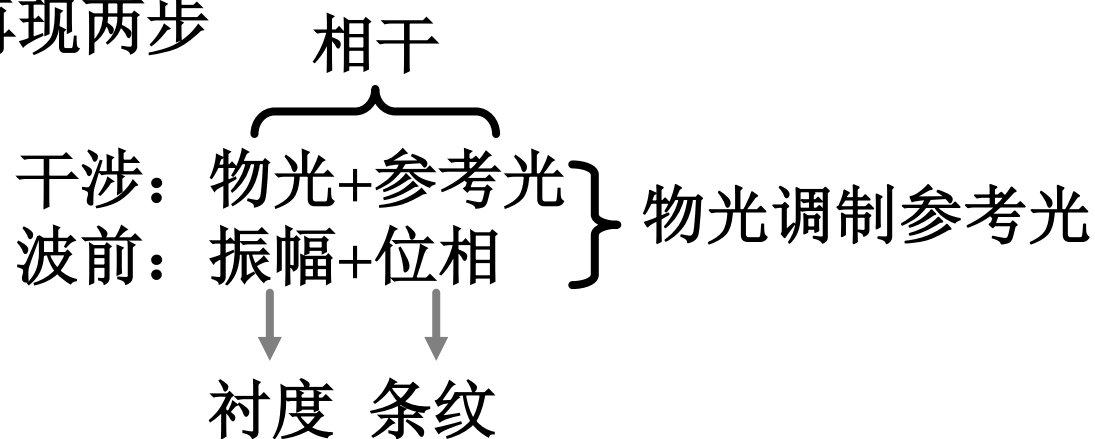 再现两步
相干
干涉：物光+参考光
波前：振幅+位相
物光调制参考光
衬度 条纹